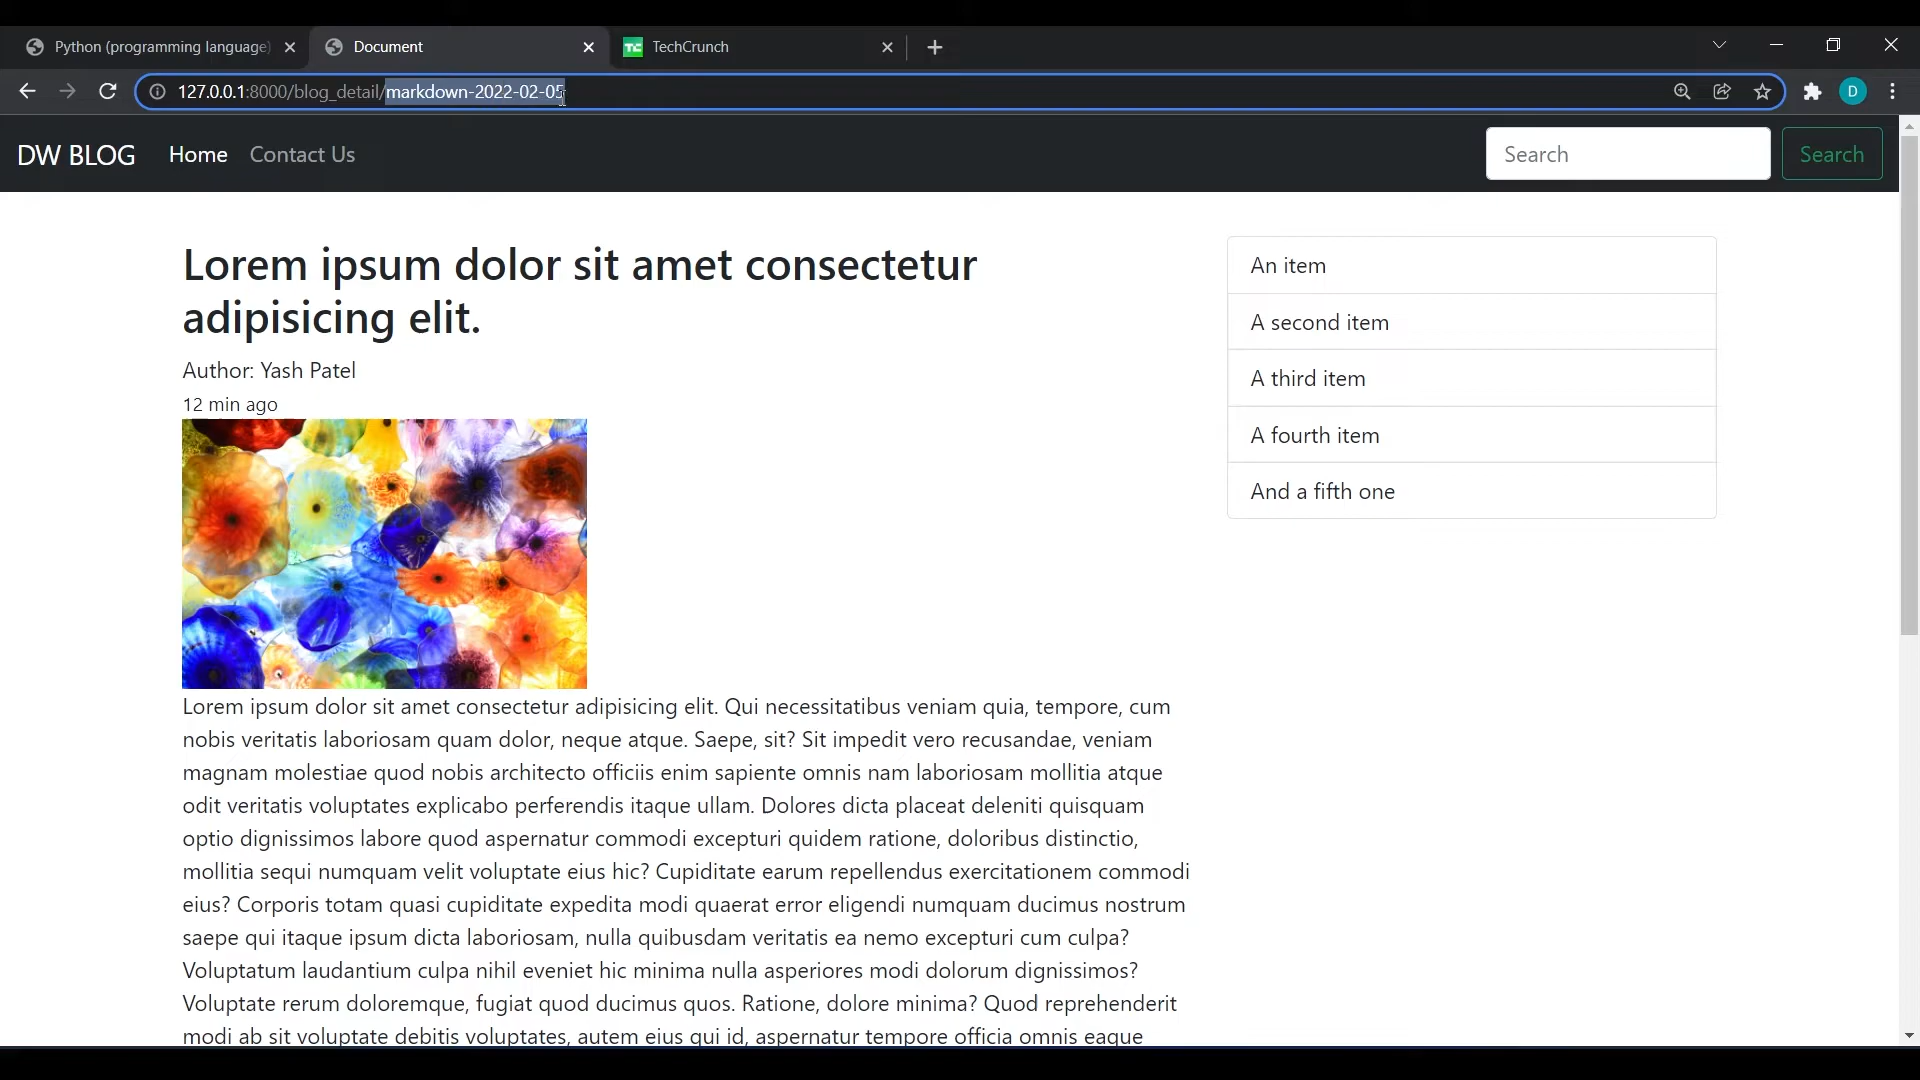 Python (programming language)
Document
TechCrunch
127.0.0.1:8000/blog_detail/markdown-2022-02-05
D
DW BLOG
Home
Contact Us
Search
Search
Lorem ipsum dolor sit amet consectetur
adipisicing elit.
Author: Yash Patel
12 min ago
Lorem ipsum dolor sit amet consectetur adipisicing elit. Qui necessitatibus veniam quia, tempore, cum
nobis veritatis laboriosam quam dolor, neque atque. Saepe, sit? Sit impedit vero recusandae, veniam
magnam molestiae quod nobis architecto officiis enim sapiente omnis nam laboriosam mollitia atque
odit veritatis voluptates explicabo perferendis itaque ullam. Dolores dicta placeat deleniti quisquam
optio dignissimos labore quod aspernatur commodi excepturi quidem ratione, doloribus distinctio,
mollitia sequi numquam velit voluptate eius hic? Cupiditate earum repellendus exercitationem commodi
eius? Corporis totam quasi cupiditate expedita modi quaerat error eligendi numquam ducimus nostrum
saepe qui itaque ipsum dicta laboriosam, nulla quibusdam veritatis ea nemo excepturi cum culpa?
Voluptatum laudantium culpa nihil eveniet hic minima nulla asperiores modi dolorum dignissimos?
Voluptate rerum doloremque, fugiat quod ducimus quos. Ratione, dolore minima? Quod reprehenderit
modi ab sit voluptate debitis voluptates, autem eius qui id, aspernatur tempore officia omnis eaque
An item
A second item
A third item
A fourth item
And a fifth one